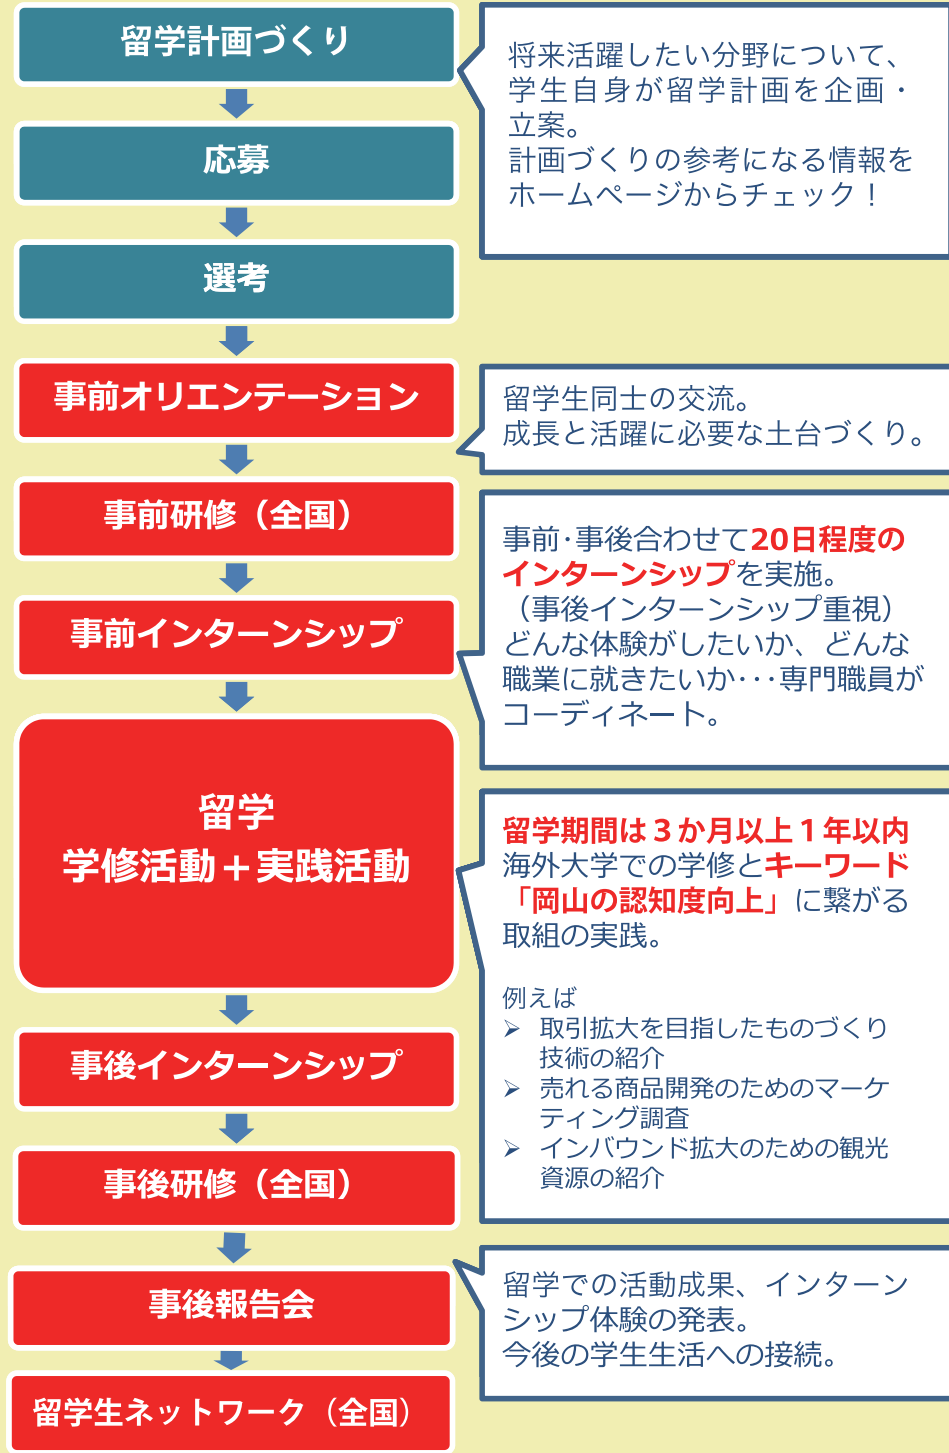 留学計画づくり
将来活躍したい分野について、
学生自身が留学計画を企画・
立案。
計画づくりの参考になる情報を
ホームページからチェック！
応募
選考
事前オリエンテーション
留学生同士の交流。
成長と活躍に必要な土台づくり。
事前研修（全国）
事前インターンシップ
事前･事後合わせて20日程度の
インターンシップを実施。
（事後インターンシップ重視）
どんな体験がしたいか、どんな
職業に就きたいか･･･専門職員が
コーディネート。
留学
学修活動＋実践活動
留学期間は３か月以上１年以内
海外大学での学修とキーワード
「岡山の認知度向上」に繋がる
取組の実践。
例えば
➢ 取引拡大を目指したものづくり
技術の紹介
➢ 売れる商品開発のためのマーケ
ティング調査
➢ インバウンド拡大のための観光
資源の紹介
事後インターンシップ
事後研修（全国）
事後報告会
留学での活動成果、インターン
シップ体験の発表。
今後の学生生活への接続。
留学生ネットワーク（全国）